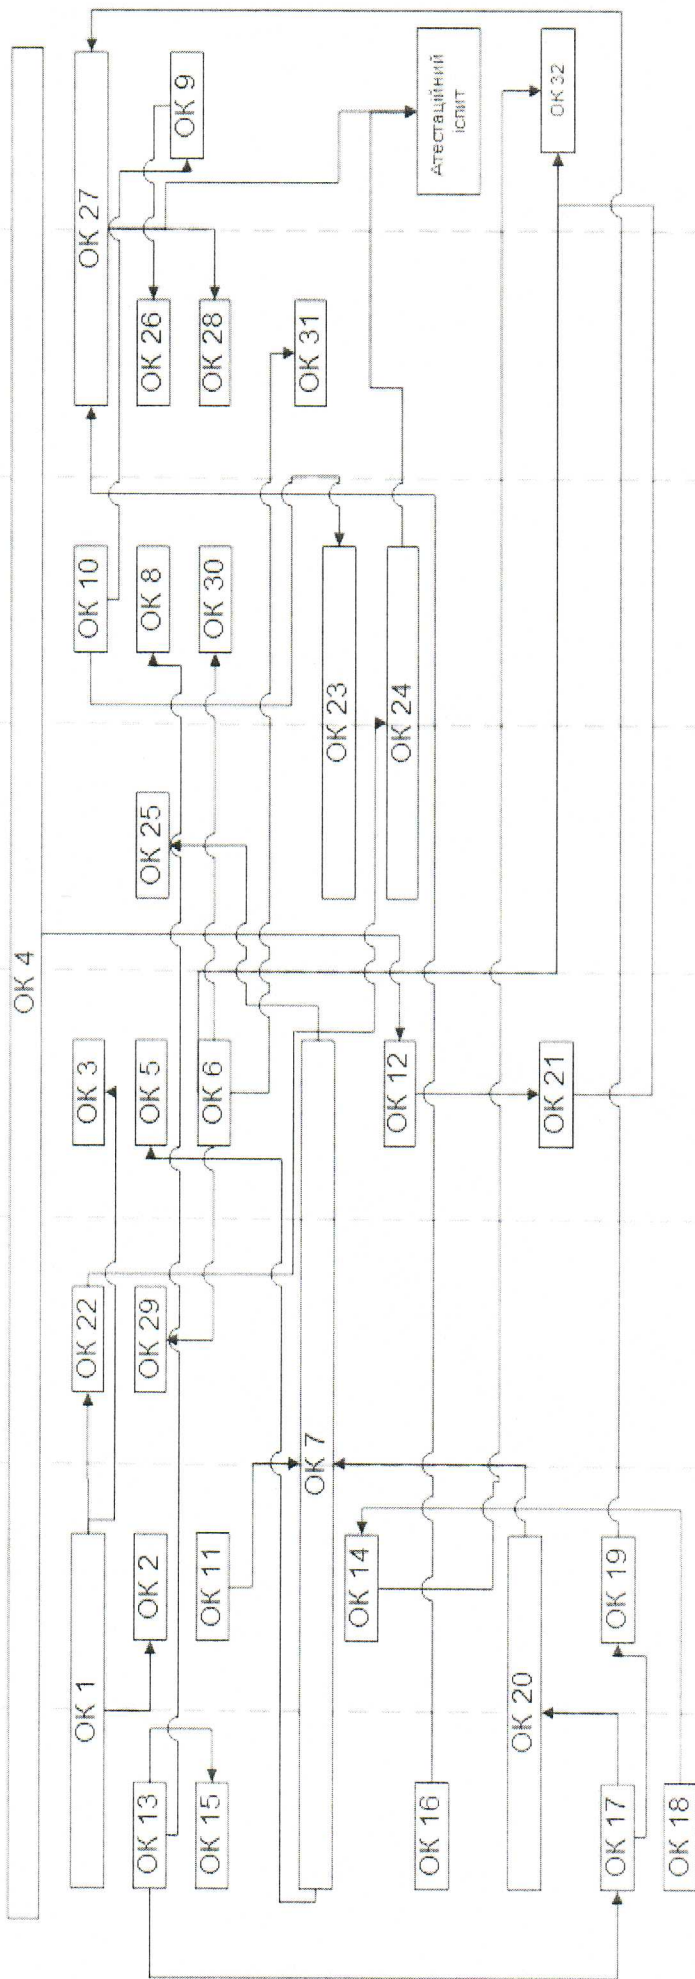 ОК 4
ОК 1
ОК 22
ОК 3
ОК 10
ОК 27
ОК 13
ОК 2
ОК 29
ОК 5
ОК 25
ОК 8
ОК 26
ОК 9
ОК 15
ОК 11
ОК 6
ОК 30
ОК 28
ОК 7
ОК 31
ОК 23
ОК 14
ОК 12
ОК 24
ОК 16
Атестаційний
іспит
ОК 20
ОК 21
ОК 32
ОК 17
ОК 19
ОК 18